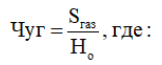 Чуг = S_газ / H_о, где: